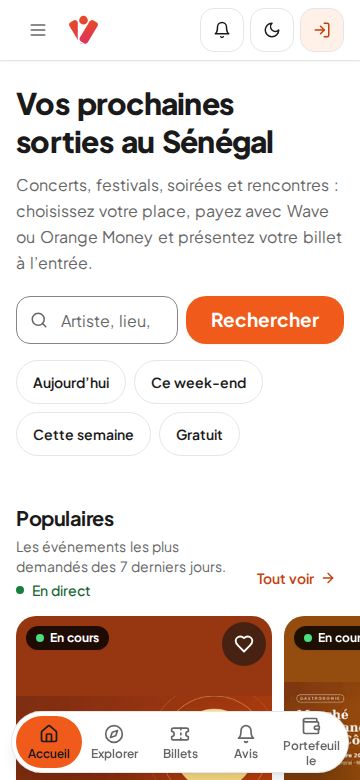 Vos prochaines
sorties au Sénégal
Concerts, festivals, soirées et rencontres :
choisissez votre place, payez avec Wave
ou Orange Money et présentez votre billet
à l’entrée.
Artiste, lieu,
Rechercher
Aujourd’hui
Ce week-end
Cette semaine
Gratuit
Populaires
Les événements les plus
demandés des 7 derniers jours.
En direct
Tout voir
En cours
En cour
GASTRONOMIE
Accueil
Explorer
Billets
Avis
Portefeuil
le